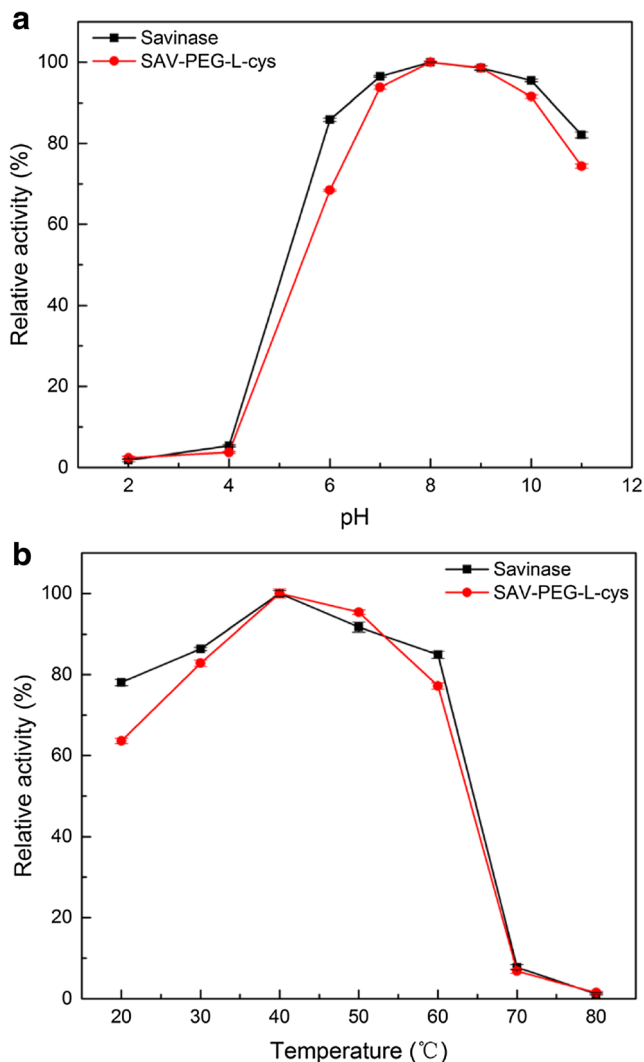 a
Savinase
SAV-PEG-L-cys
100
80
60
40
20
0
Relative activity (%)
2 4 6 8 10 12
pH
b
Savinase
SAV-PEG-L-cys
100
80
60
40
20
0
Relative activity (%)
20 30 40 50 60 70 80
Temperature (℃)